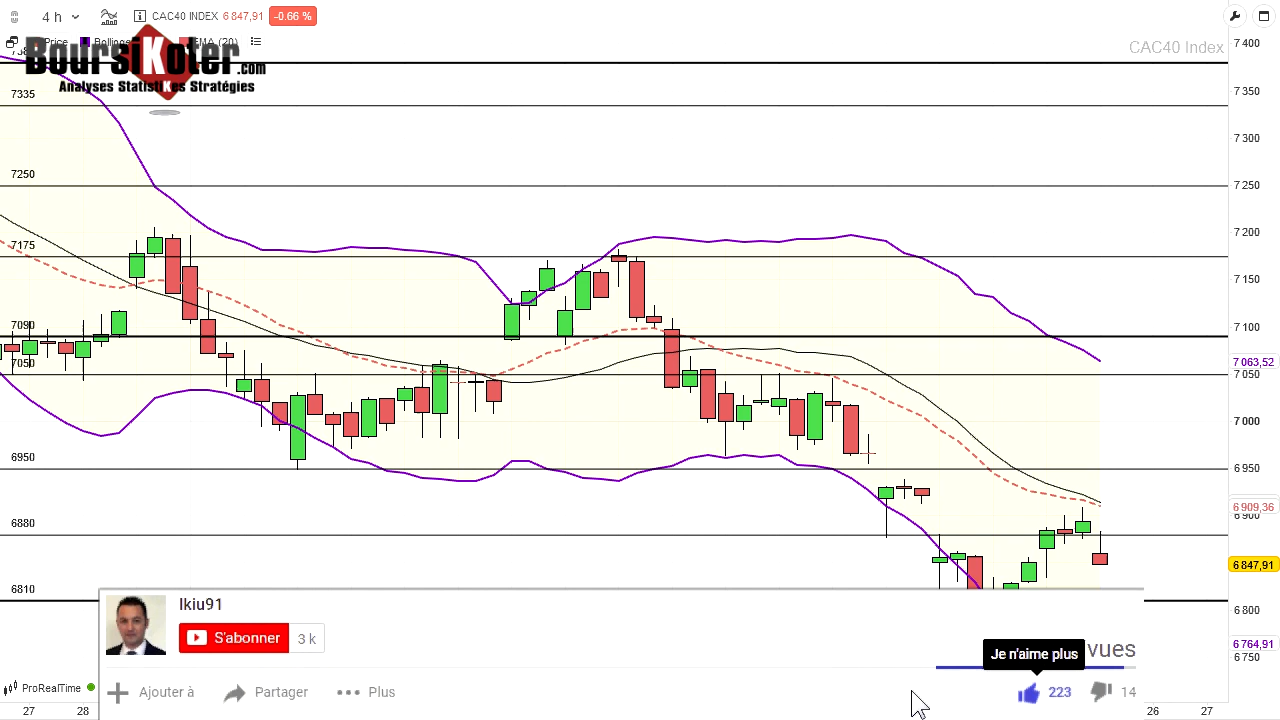 4 h CAC40 INDEX 6 847,91 -0.66 %
Price Bollinge EMA (20)
BoursiKoter.com
Analyses StatistiKes Stratégies
CAC40 Index
7335
7250
7175
7090
7050
6950
6880
6810
7 400
7 350
7 300
7 250
7 200
7 150
7 100
7 063,52
7 050
7 000
6 950
6 909,36
6 900
6 847,91
6 800
6 764,91
6 750
Ikiu91
S'abonner 3 k
vues
Je n'aime plus
Ajouter à Partager Plus 223 14
ProRealTime
27 28 26 27